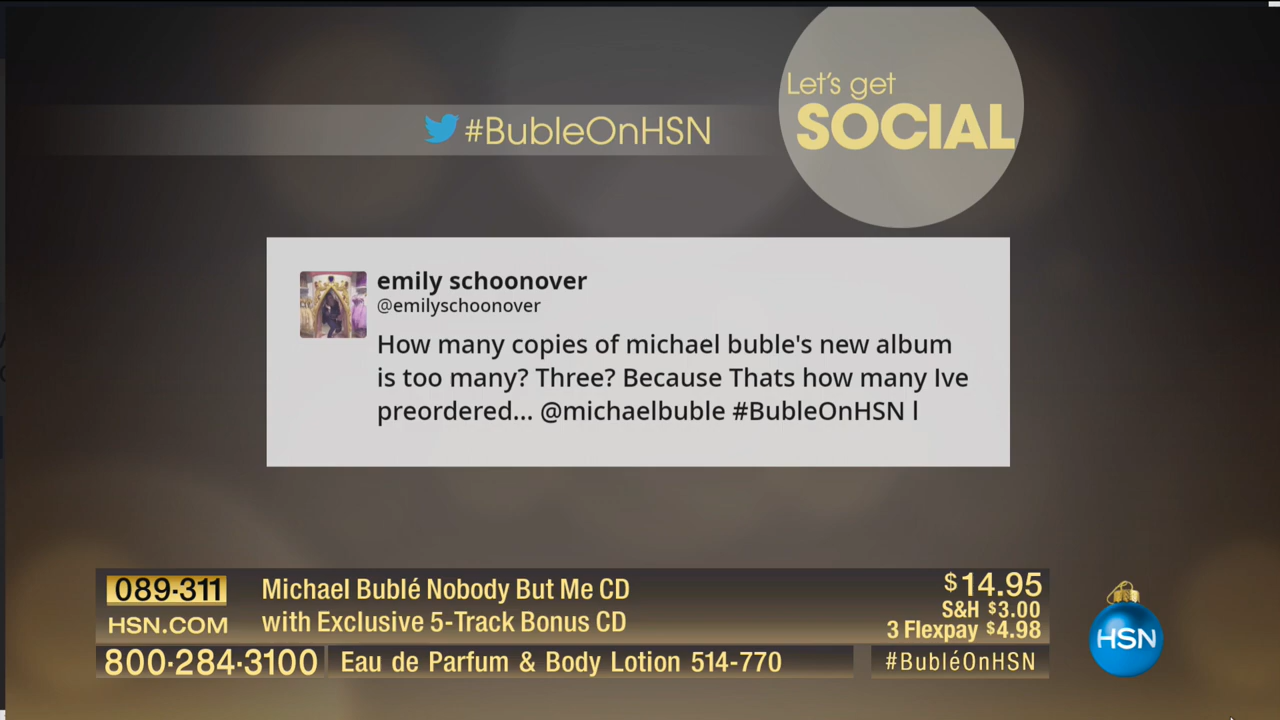 Let's get
SOCIAL
#BubleOnHSN
emily schoonover
@emilyschoonover
How many copies of michael buble's new album
is too many? Three? Because Thats how many Ive
preordered... @michaelbuble #BubleOnHSN l
089-311
HSN.COM
Michael Bublé Nobody But Me CD
with Exclusive 5-Track Bonus CD
$14.95
S&H $3.00
3 Flexpay $4.98
800·284·3100
Eau de Parfum & Body Lotion 514-770
#BubléOnHSN
HSN